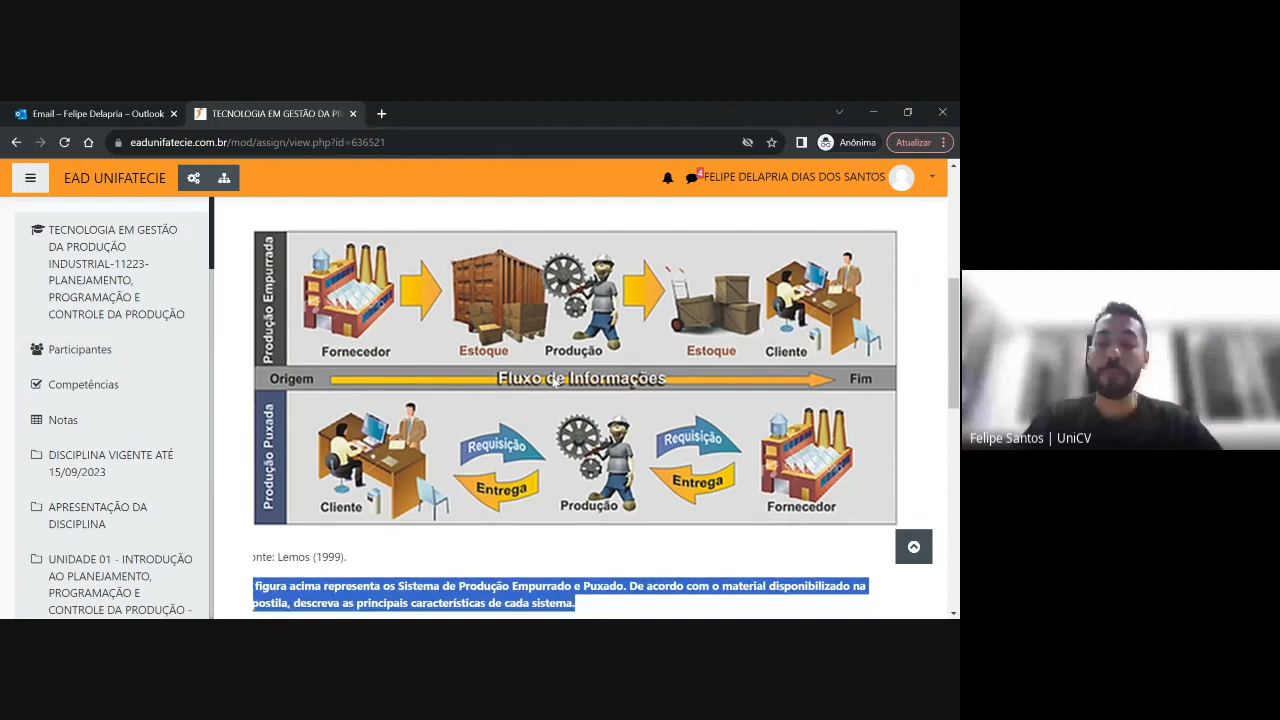 Email – Felipe Delapria – Outlook
TECNOLOGIA EM GESTÃO DA PR
eadunifatecie.com.br/mod/assign/view.php?id=636521
Anônima
Atualizar
EAD UNIFATECIE
4
FELIPE DELAPRIA DIAS DOS SANTOS
TECNOLOGIA EM GESTÃO
DA PRODUÇÃO
INDUSTRIAL-11223-
PLANEJAMENTO,
PROGRAMAÇÃO E
CONTROLE DA PRODUÇÃO
Participantes
Competências
Notas
DISCIPLINA VIGENTE ATÉ
15/09/2023
APRESENTAÇÃO DA
DISCIPLINA
UNIDADE 01 - INTRODUÇÃO
AO PLANEJAMENTO,
PROGRAMAÇÃO E
CONTROLE DA PRODUÇÃO -
Produção Empurrada
Fornecedor
Estoque
Produção
Estoque
Cliente
Origem
Fluxo de Informações
Fim
Produção Puxada
Cliente
Requisição
Entrega
Produção
Requisição
Entrega
Fornecedor
onte: Lemos (1999).
figura acima representa os Sistema de Produção Empurrado e Puxado. De acordo com o material disponibilizado na
postila, descreva as principais características de cada sistema.
Felipe Santos | UniCV